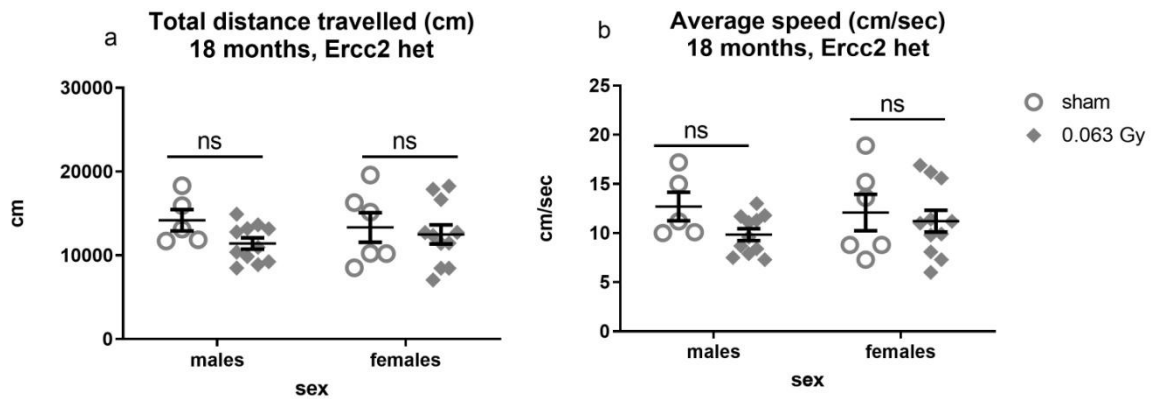 a
Total distance travelled (cm)
18 months, Ercc2 het
30000
20000
10000
0
cm
ns
ns
males
females
sex
b
Average speed (cm/sec)
18 months, Ercc2 het
25
20
15
10
5
0
cm/sec
ns
ns
males
females
sex
sham
0.063 Gy